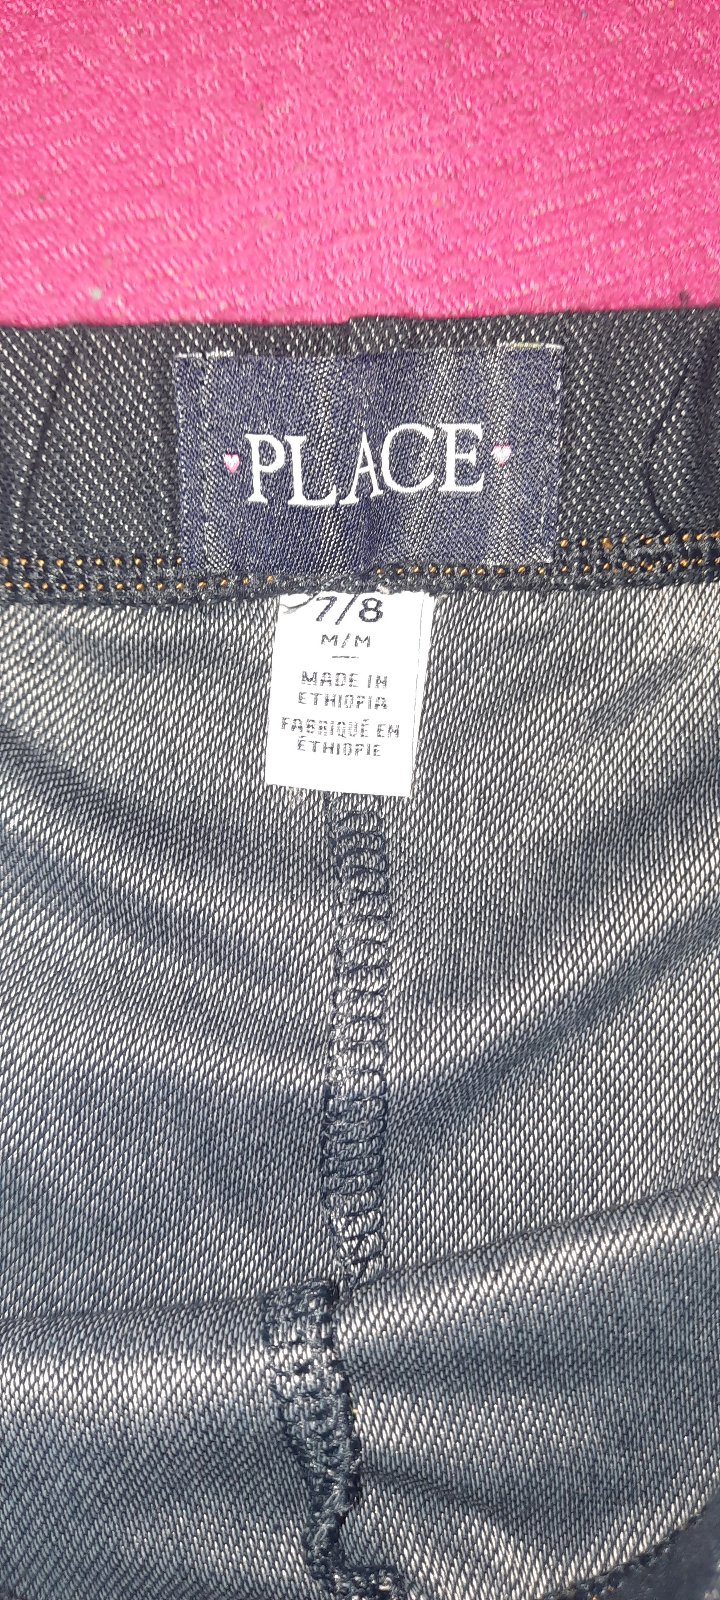 PLACE
7/8
M/M
MADE IN
ETHIOPIA
FABRIQUÉ EN
ÉTHIOPIE